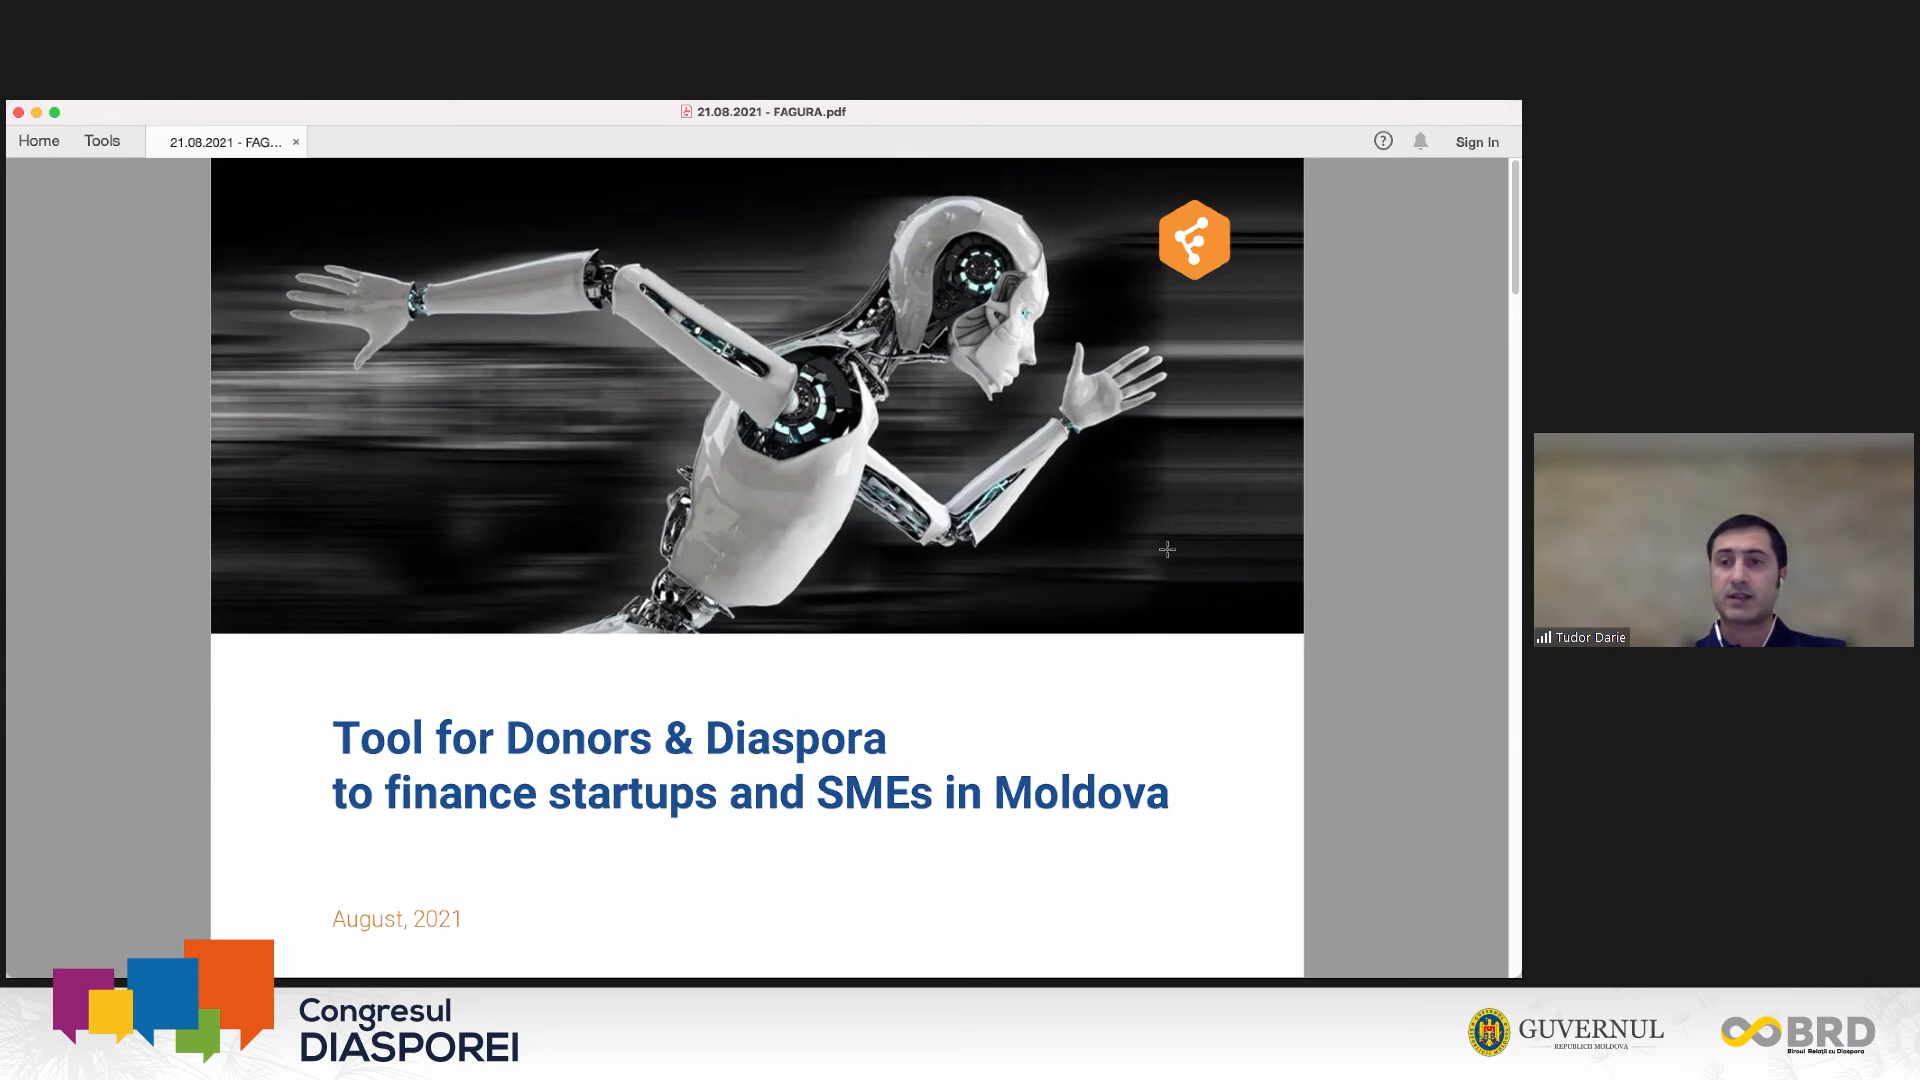 21.08.2021 - FAGURA.pdf
Home Tools 21.08.2021 - FAG... × ? Sign In
Tool for Donors & Diaspora
to finance startups and SMEs in Moldova
August, 2021
Tudor Darie
Congresul
DIASPOREI
GUVERNUL
REPUBLICII MOLDOVA
BRD
Biroul Relații cu Diaspora